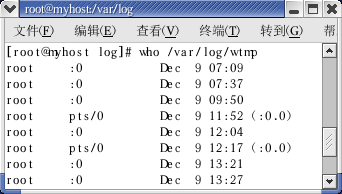 root@myhost:/var/log
文件(F) 编辑(E) 查看(V) 终端(T) 转到(G) 帮
[root@myhost log]# who /var/log/wtmp
root :0 Dec 9 07:09
root :0 Dec 9 07:37
root :0 Dec 9 09:50
root pts/0 Dec 9 11:52 (:0.0)
root :0 Dec 9 12:04
root pts/0 Dec 9 12:17 (:0.0)
root :0 Dec 9 13:21
root :0 Dec 9 13:27